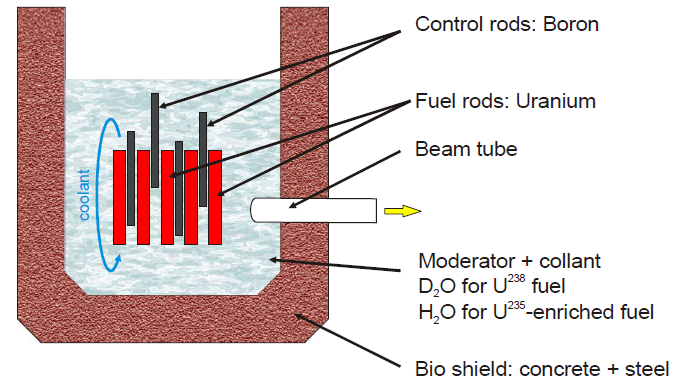 Control rods: Boron
Fuel rods: Uranium
Beam tube
coolant
Moderator + collant
D₂O for U²³⁸ fuel
H₂O for U²³⁵-enriched fuel
Bio shield: concrete + steel